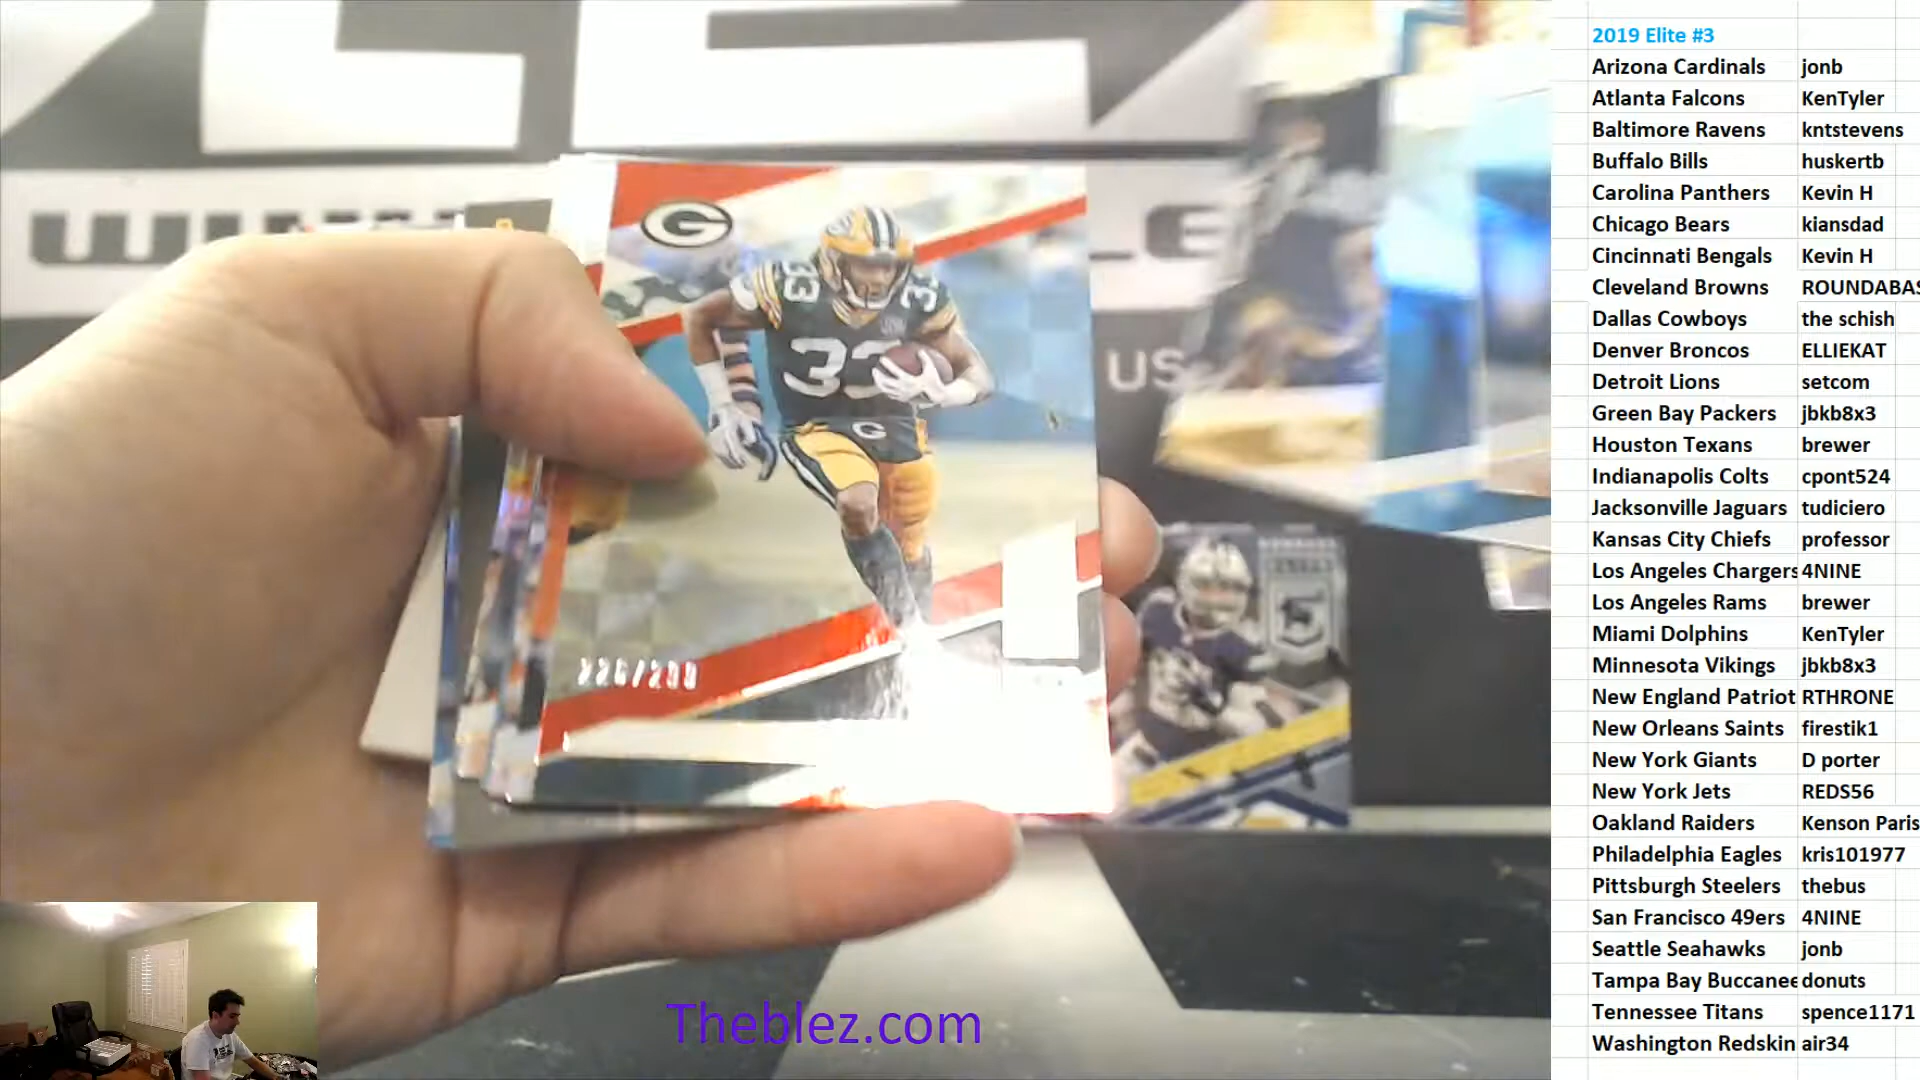 2019 Elite #3
Arizona Cardinals jonb
Atlanta Falcons KenTyler
Baltimore Ravens kntstevens
Buffalo Bills huskertb
Carolina Panthers Kevin H
Chicago Bears kiansdad
Cincinnati Bengals Kevin H
Cleveland Browns ROUNDABAS
Dallas Cowboys the schish
Denver Broncos ELLIEKAT
Detroit Lions setcom
Green Bay Packers jbkb8x3
Houston Texans brewer
Indianapolis Colts cpont524
Jacksonville Jaguars tudiciero
Kansas City Chiefs professor
Los Angeles Chargers 4NINE
Los Angeles Rams brewer
Miami Dolphins KenTyler
Minnesota Vikings jbkb8x3
New England Patriot RTHRONE
New Orleans Saints firestik1
New York Giants D porter
New York Jets REDS56
Oakland Raiders Kenson Paris
Philadelphia Eagles kris101977
Pittsburgh Steelers thebus
San Francisco 49ers 4NINE
Seattle Seahawks jonb
Tampa Bay Buccanee donuts
Tennessee Titans spence1171
Washington Redskin air34
G
33
33
33
G
US
Theblez.com